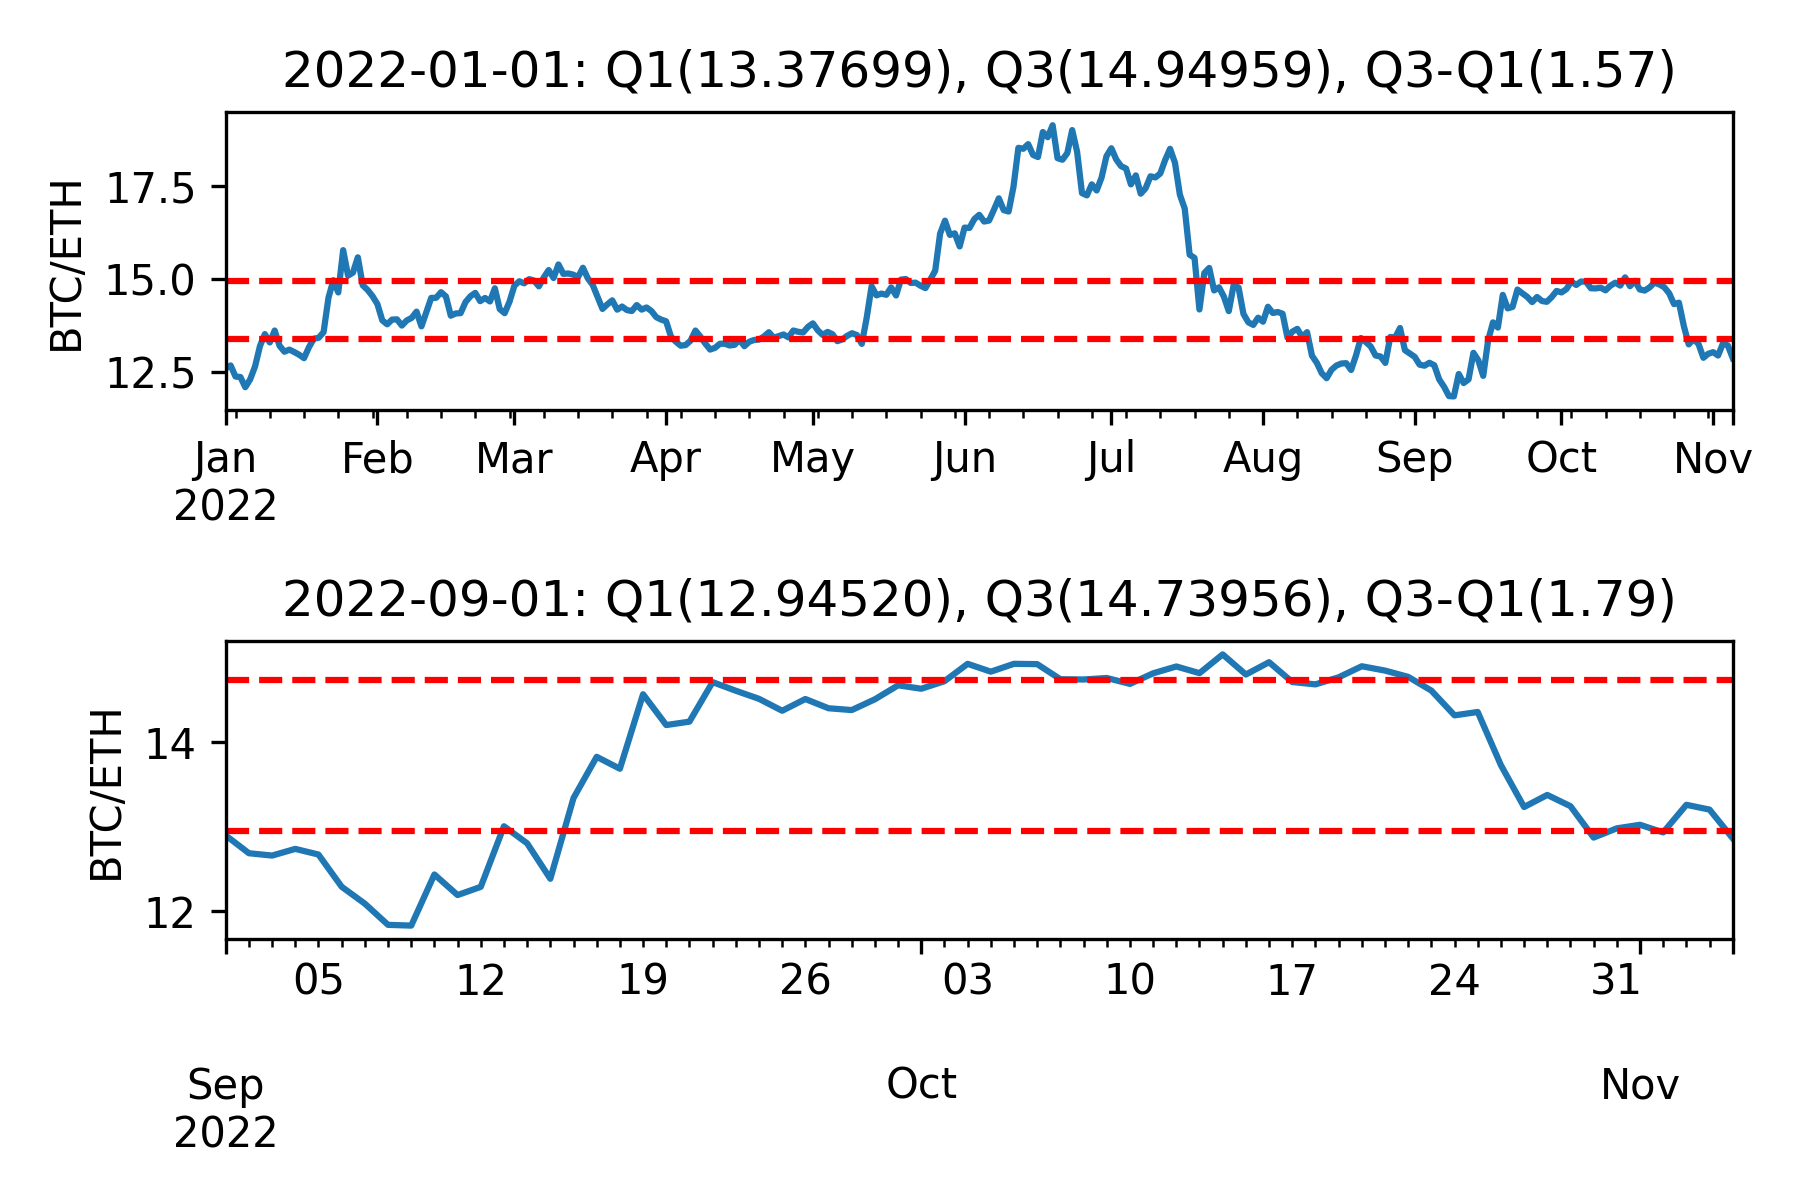 2022-01-01: Q1(13.37699), Q3(14.94959), Q3-Q1(1.57)
BTC/ETH
17.5
15.0
12.5
Jan Feb Mar Apr May Jun Jul Aug Sep Oct Nov
2022
2022-09-01: Q1(12.94520), Q3(14.73956), Q3-Q1(1.79)
BTC/ETH
14
12
05 12 19 26 03 10 17 24 31
Sep Oct Nov
2022